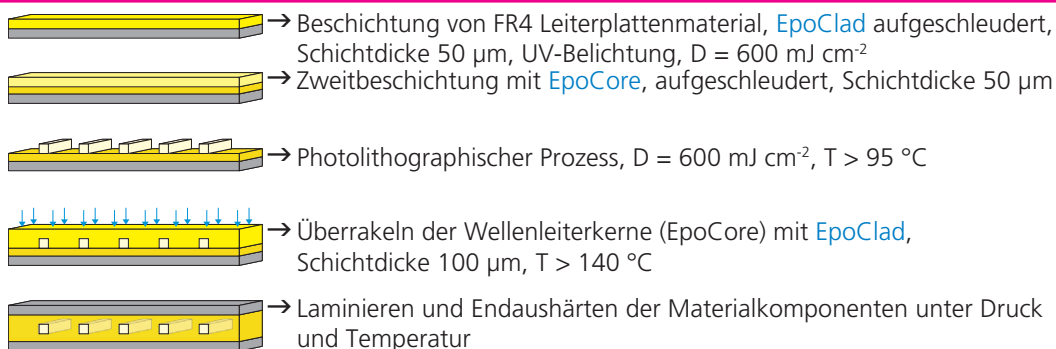 → Beschichtung von FR4 Leiterplattenmaterial, EpoClad aufgeschleudert,
Schichtdicke 50 µm, UV-Belichtung, D = 600 mJ cm⁻²
→ Zweitbeschichtung mit EpoCore, aufgeschleudert, Schichtdicke 50 µm
→ Photolithographischer Prozess, D = 600 mJ cm⁻², T > 95 °C
→ Überrakeln der Wellenleiterkerne (EpoCore) mit EpoClad,
Schichtdicke 100 µm, T > 140 °C
→ Laminieren und Endaushärten der Materialkomponenten unter Druck
und Temperatur